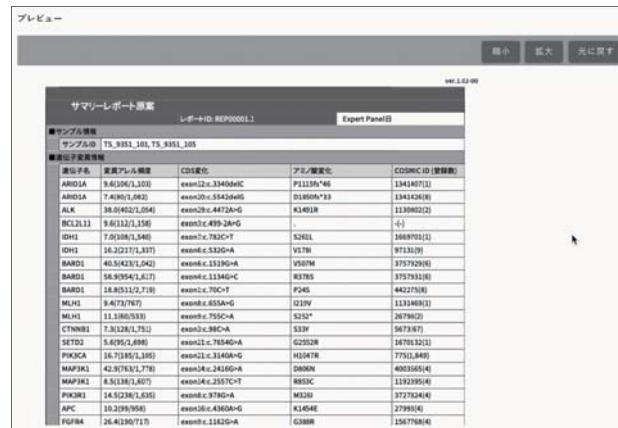 プレビュー
縮小 拡大 元に戻す
ver.1.02-00
サマリーレポート原案
レポートID: REP00001.1 Expert Panel日
■サンプル情報
サンプルID TS_9351_101, TS_9351_105
■遺伝子変異情報
遺伝子名 変異アレル頻度 CDS変化 アミノ酸変化 COSMIC ID (登録数)
ARID1A 9.6(106/1,103) exon12:c.3340delC P1115fs*46 1341407(1)
ARID1A 7.4(80/1,082) exon20:c.5542delG D1850fs*33 1341426(8)
ALK 38.0(402/1,054) exon29:c.4472A>G K1491R 1130802(2)
BCL2L11 9.6(112/1,158) exon3:c.499-2A>G . -(-)
IDH1 7.0(108/1,540) exon7:c.782C>T S261L 1669701(1)
IDH1 16.2(217/1,337) exon6:c.532G>A V178I 97131(9)
BARD1 40.5(423/1,042) exon6:c.1519G>A V507M 3757929(6)
BARD1 58.9(954/1,617) exon4:c.1134G>C R378S 3757931(6)
BARD1 18.8(511/2,719) exon1:c.70C>T P24S 442275(8)
MLH1 9.4(73/767) exon8:c.655A>G I219V 1131469(1)
MLH1 11.1(60/533) exon9:c.755C>A S252* 26796(2)
CTNNB1 7.3(128/1,751) exon3:c.98C>A S33Y 5673(67)
SETD2 5.6(95/1,698) exon21:c.7654G>A G2552R 1670132(1)
PIK3CA 16.7(185/1,105) exon21:c.3140A>G H1047R 775(1,849)
MAP3K1 42.9(763/1,778) exon14:c.2416G>A D806N 4003565(4)
MAP3K1 8.5(138/1,607) exon14:c.2557C>T R853C 1192395(4)
PIK3R1 14.5(238/1,635) exon8:c.978G>A M326I 3727824(4)
APC 10.2(99/958) exon16:c.4360A>G K1454E 27993(4)
FGFR4 26.4(190/717) exon9:c.1162G>A G388R 1567768(4)